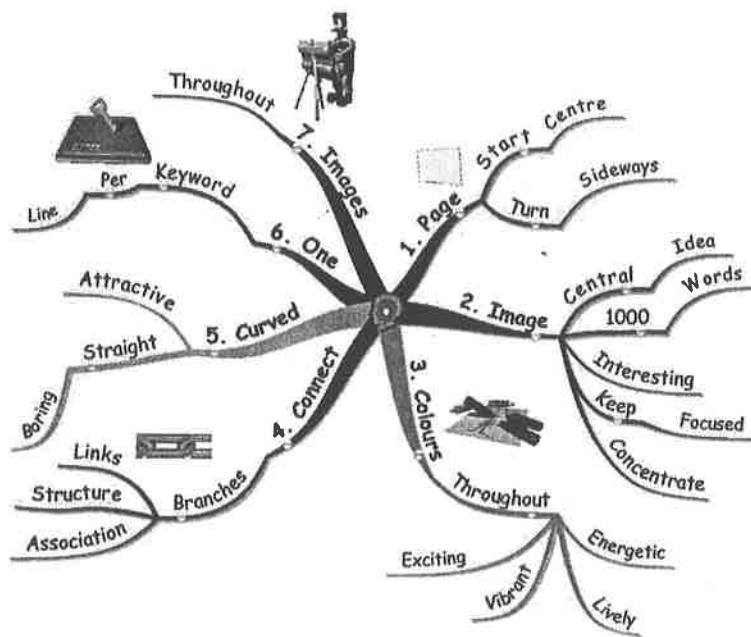 1. Page
Start
Centre
Turn
Sideways
2. Image
Central
Idea
1000
Words
Interesting
Keep
Focused
Concentrate
3. Colours
Throughout
Energetic
Lively
Vibrant
Exciting
4. Connect
Branches
Links
Structure
Association
5. Curved
Attractive
Straight
Boring
6. One
Keyword
Per
Line
7. Images
Throughout